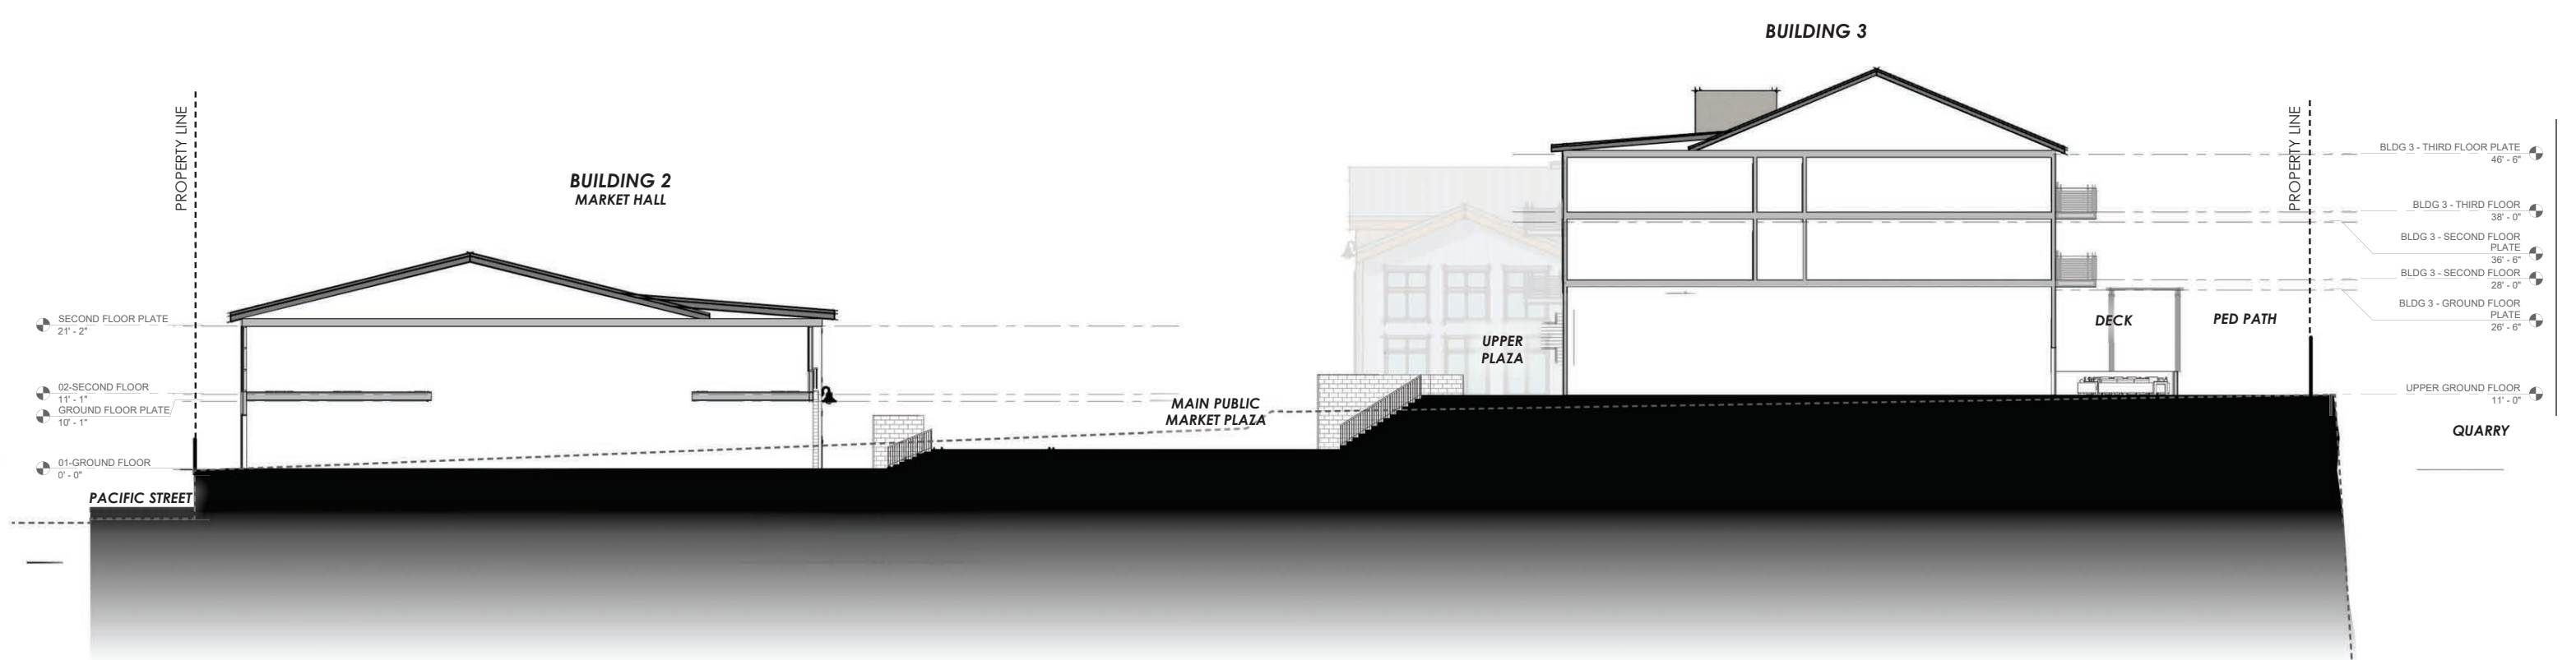 BUILDING 3
PROPERTY LINE
PROPERTY LINE
BUILDING 2
MARKET HALL
BLDG 3 - THIRD FLOOR PLATE
46' - 6"
BLDG 3 - THIRD FLOOR
38' - 0"
BLDG 3 - SECOND FLOOR
PLATE
36' - 6"
BLDG 3 - SECOND FLOOR
28' - 0"
BLDG 3 - GROUND FLOOR
PLATE
26' - 6"
SECOND FLOOR PLATE
21' - 2"
DECK
PED PATH
UPPER
PLAZA
02-SECOND FLOOR
11' - 1"
GROUND FLOOR PLATE
10' - 1"
UPPER GROUND FLOOR
11' - 0"
MAIN PUBLIC
MARKET PLAZA
QUARRY
01-GROUND FLOOR
0' - 0"
PACIFIC STREET